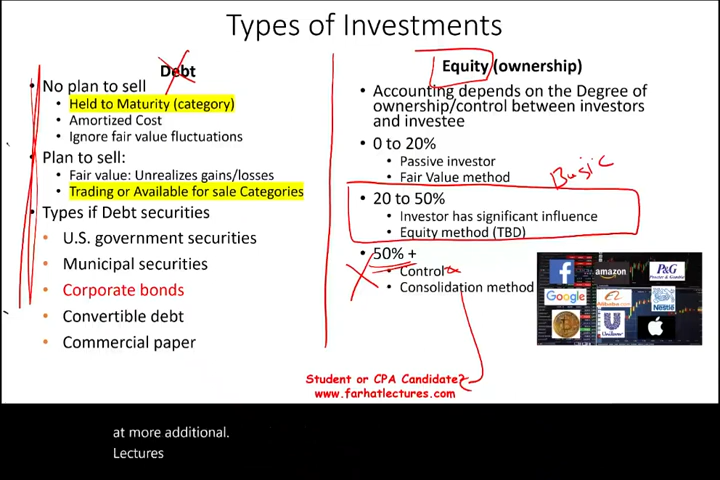 Types of Investments
Debt
No plan to sell
Held to Maturity (category)
Amortized Cost
Ignore fair value fluctuations
Plan to sell:
Fair value: Unrealizes gains/losses
Trading or Available for sale Categories
Types if Debt securities
U.S. government securities
Municipal securities
Corporate bonds
Convertible debt
Commercial paper
Equity (ownership)
Accounting depends on the Degree of
ownership/control between investors
and investee
0 to 20%
Passive investor
Fair Value method
Basic
20 to 50%
Investor has significant influence
Equity method (TBD)
50% +
Control
Consolidation method
amazon
P&G
Google
Nestlé
Unilever
Student or CPA Candidate?
www.farhatlectures.com
at more additional.
Lectures